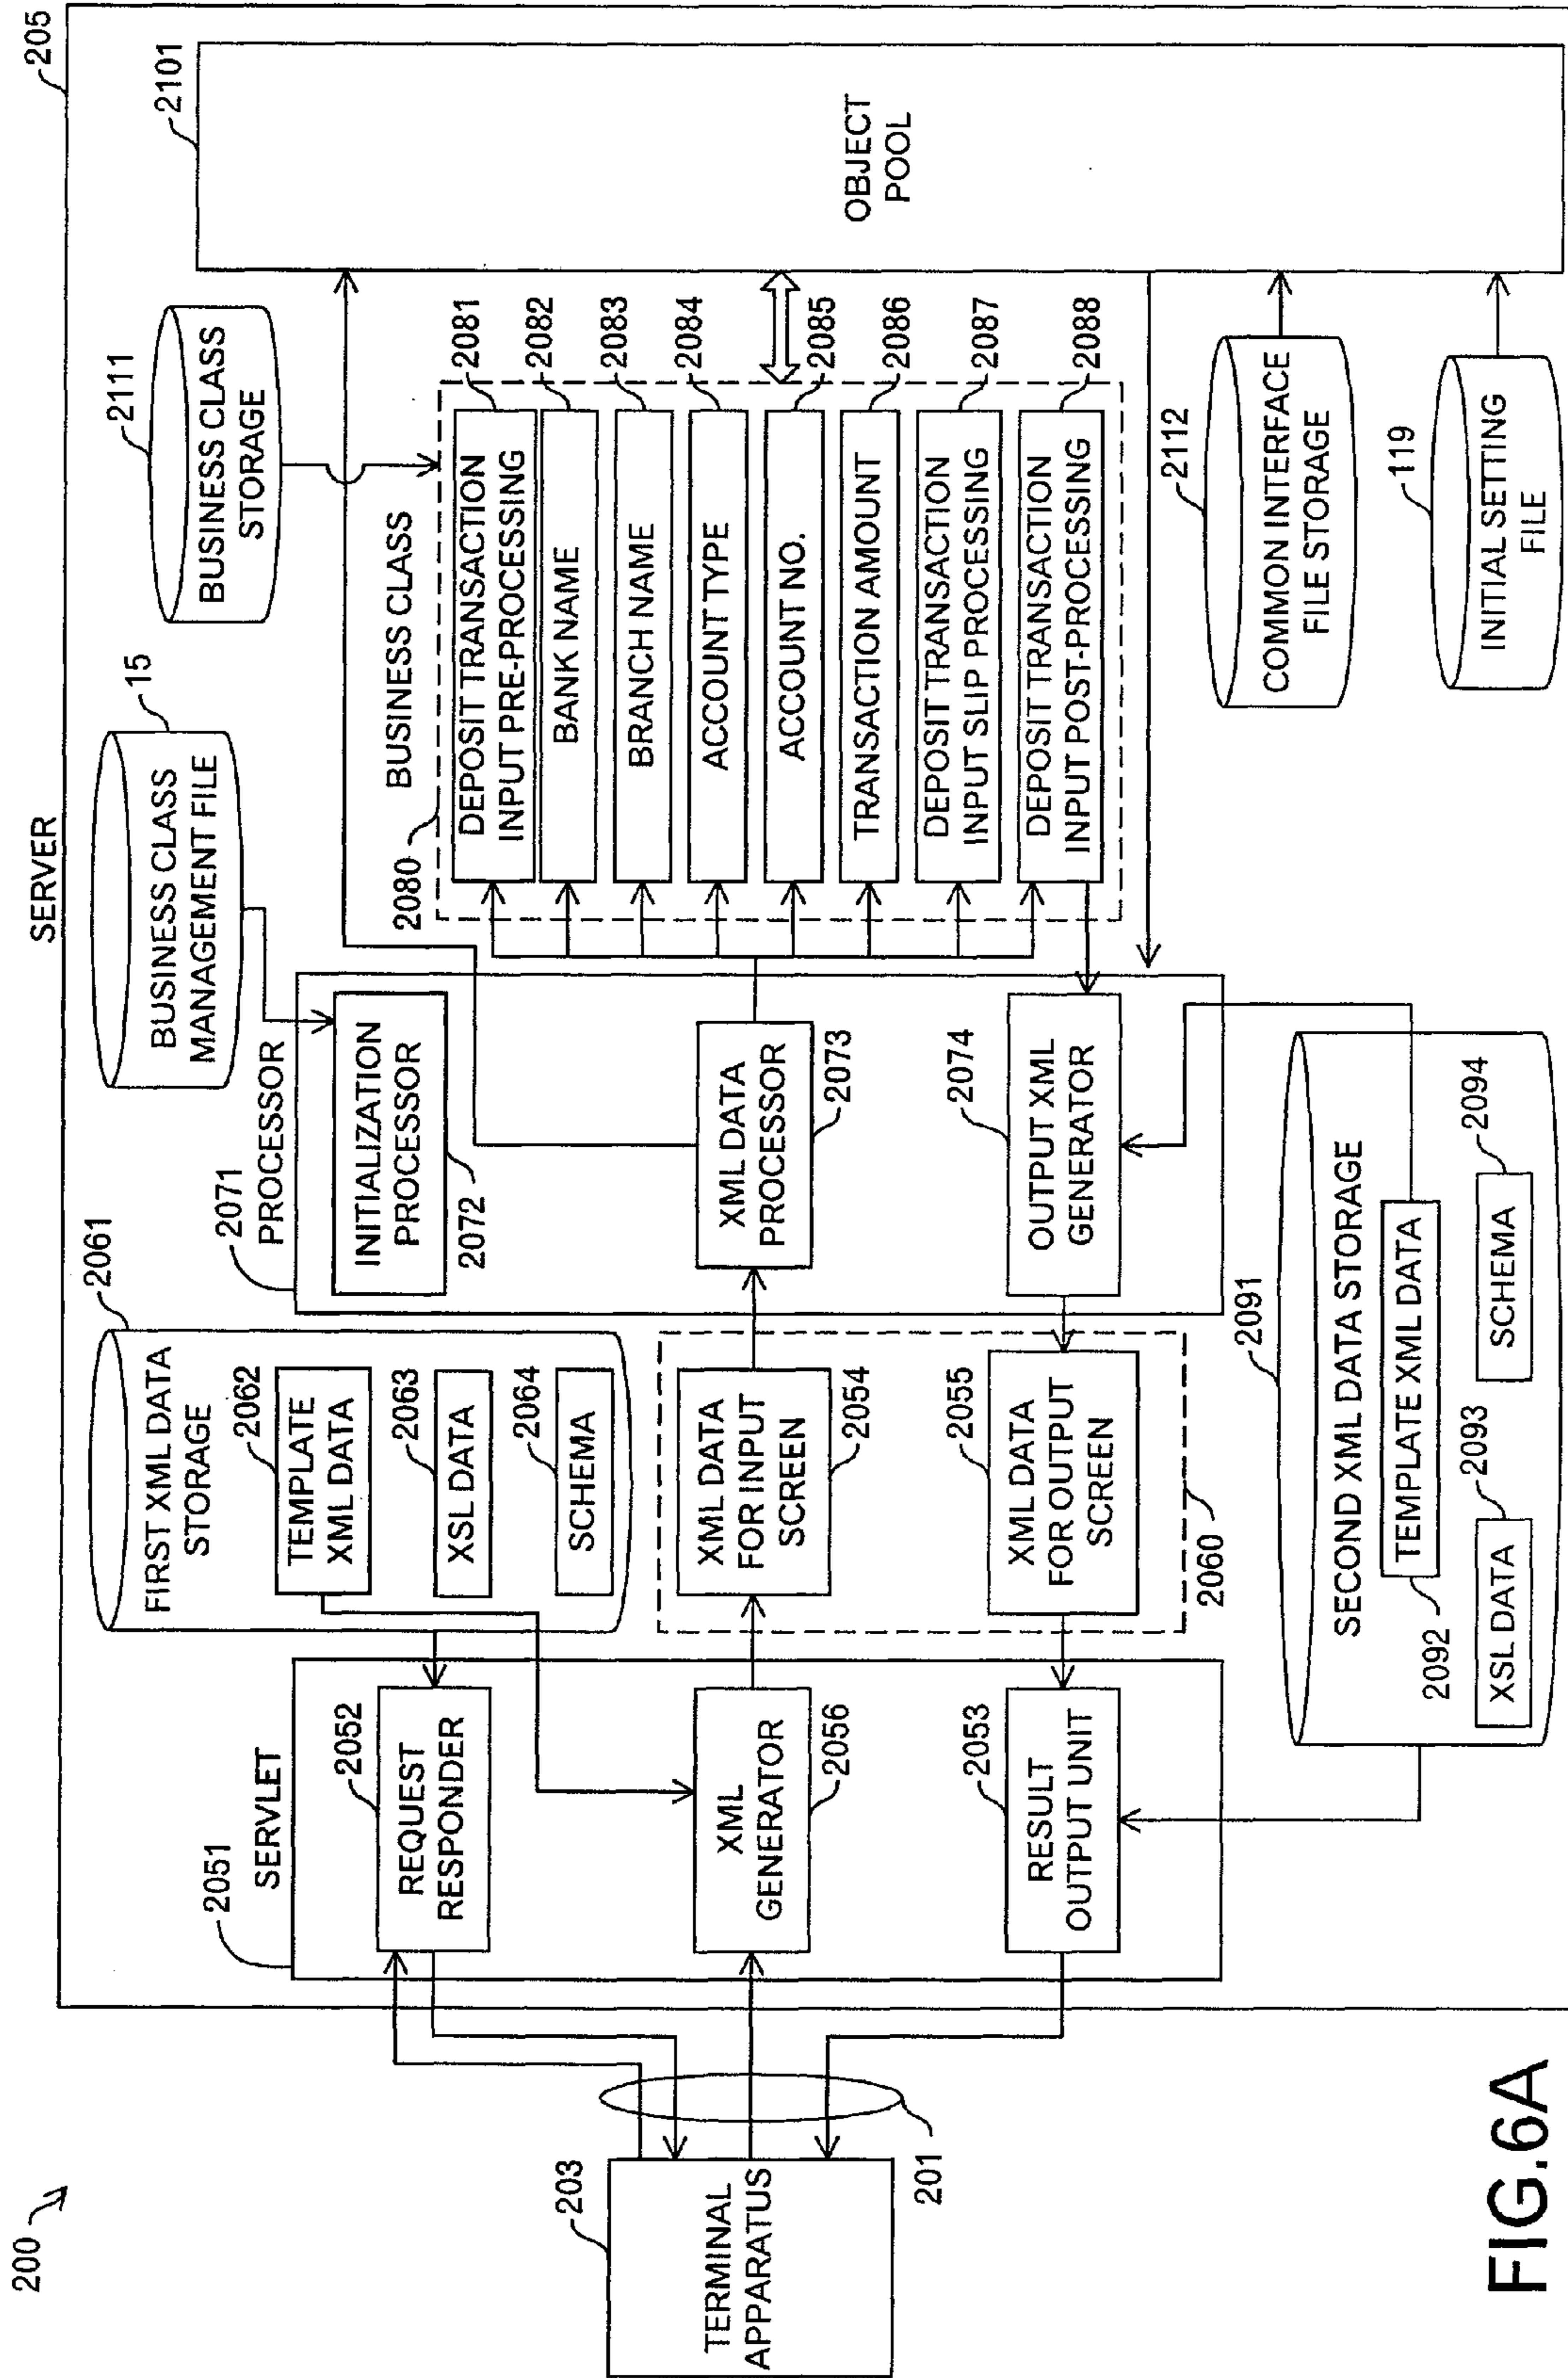 200
SERVER
205
203
TERMINAL
APPARATUS
201
2051
SERVLET
2052
REQUEST
RESPONDER
XML
GENERATOR
2056
2053
RESULT
OUTPUT UNIT
2061
FIRST XML DATA
STORAGE
2062
TEMPLATE
XML DATA
2063
XSL DATA
2064
SCHEMA
XML DATA
FOR INPUT
SCREEN
2054
2055
XML DATA
FOR OUTPUT
SCREEN
2060
2091
SECOND XML DATA STORAGE
TEMPLATE XML DATA
2092
2093
XSL DATA
2094
SCHEMA
15
BUSINESS CLASS
MANAGEMENT FILE
2071
PROCESSOR
INITIALIZATION
PROCESSOR
2072
XML DATA
PROCESSOR
2073
2074
OUTPUT XML
GENERATOR
2111
BUSINESS CLASS
STORAGE
2080
BUSINESS CLASS
DEPOSIT TRANSACTION
INPUT PRE-PROCESSING
2081
BANK NAME
2082
BRANCH NAME
2083
ACCOUNT TYPE
2084
ACCOUNT NO.
2085
TRANSACTION AMOUNT
2086
DEPOSIT TRANSACTION
INPUT SLIP PROCESSING
2087
DEPOSIT TRANSACTION
INPUT POST-PROCESSING
2088
2112
COMMON INTERFACE
FILE STORAGE
119
INITIAL SETTING
FILE
2101
OBJECT
POOL
FIG.6A